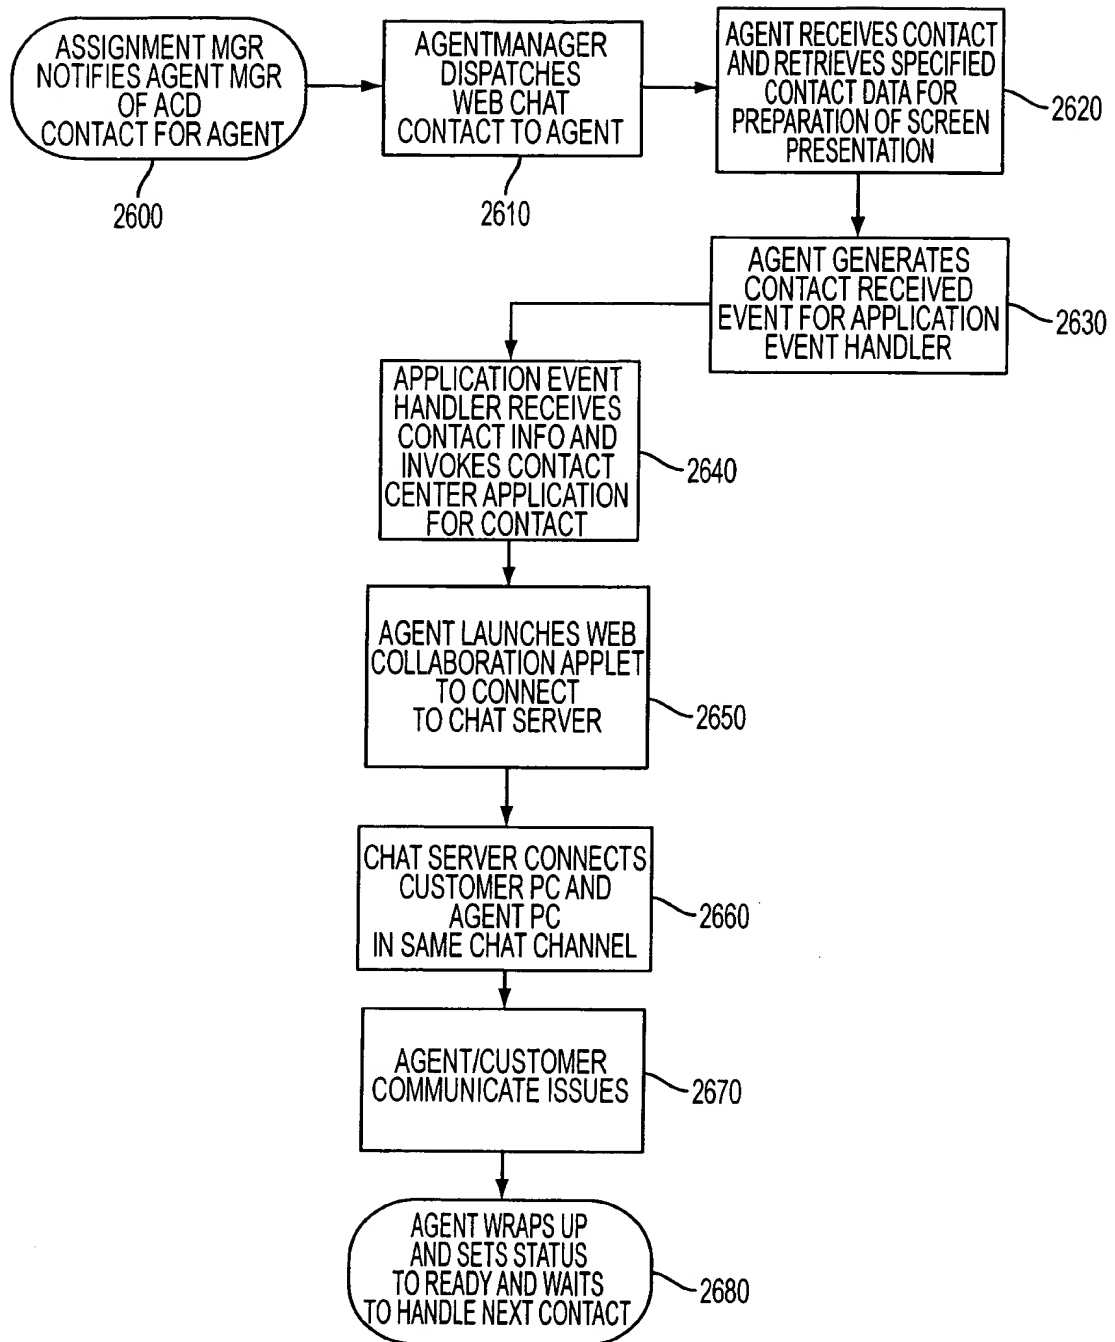 ASSIGNMENT MGR
NOTIFIES AGENT MGR
OF ACD
CONTACT FOR AGENT
2600
AGENTMANAGER
DISPATCHES
WEB CHAT
CONTACT TO AGENT
2610
AGENT RECEIVES CONTACT
AND RETRIEVES SPECIFIED
CONTACT DATA FOR
PREPARATION OF SCREEN
PRESENTATION
2620
AGENT GENERATES
CONTACT RECEIVED
EVENT FOR APPLICATION
EVENT HANDLER
2630
APPLICATION EVENT
HANDLER RECEIVES
CONTACT INFO AND
INVOKES CONTACT
CENTER APPLICATION
FOR CONTACT
2640
AGENT LAUNCHES WEB
COLLABORATION APPLET
TO CONNECT
TO CHAT SERVER
2650
CHAT SERVER CONNECTS
CUSTOMER PC AND
AGENT PC
IN SAME CHAT CHANNEL
2660
AGENT/CUSTOMER
COMMUNICATE ISSUES
2670
AGENT WRAPS UP
AND SETS STATUS
TO READY AND WAITS
TO HANDLE NEXT CONTACT
2680